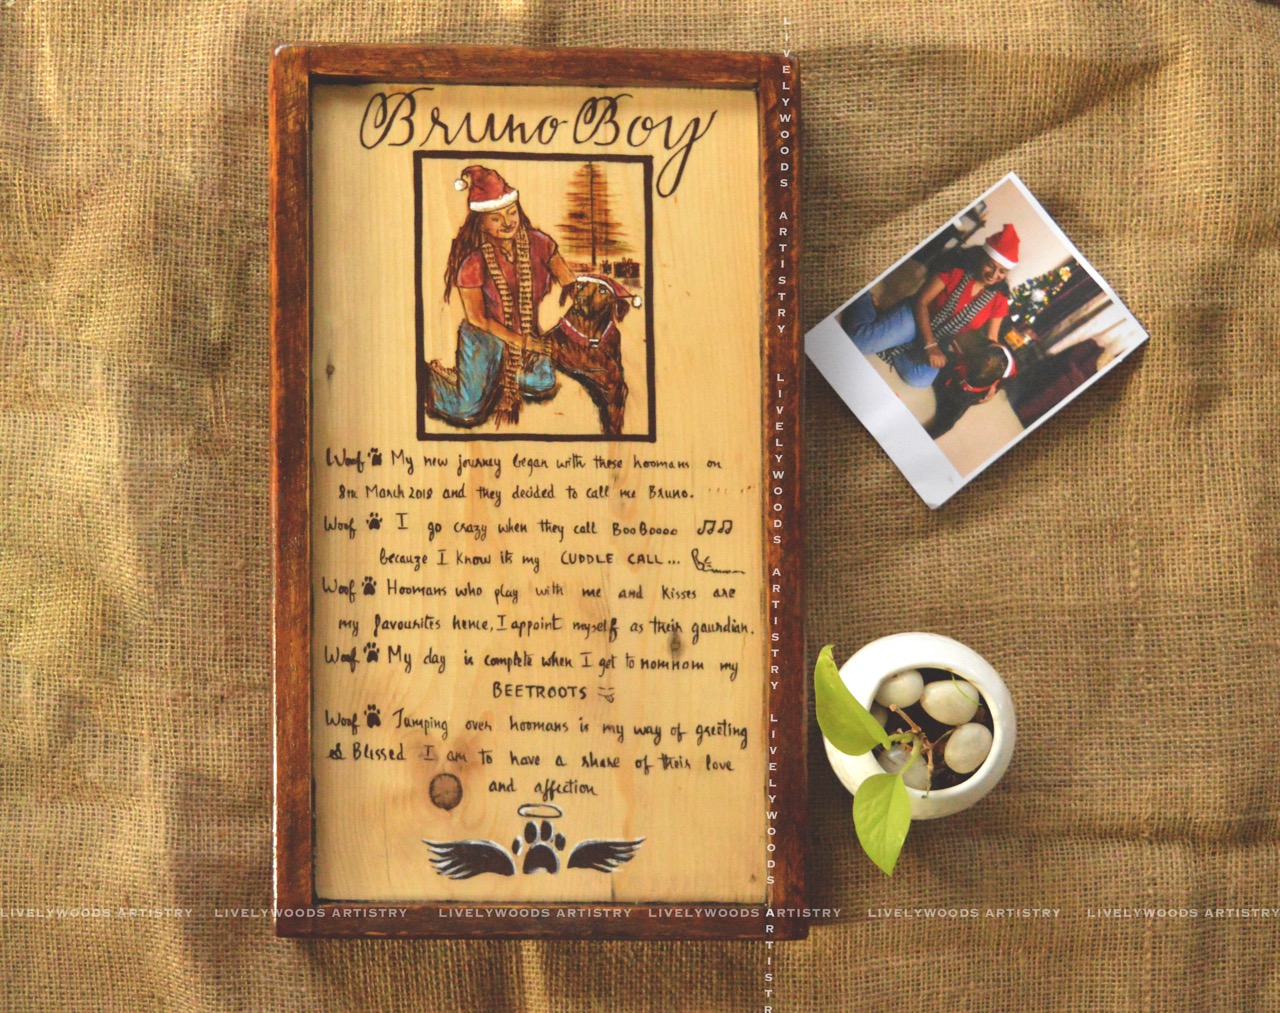 Bruno Boy
Woof My new journey began with these hoomans on
8th March 2018 and they decided to call me Bruno.
Woof I go crazy when they call BooBoooo
because I know its my CUDDLE CALL...
Woof Hoomans who play with me and kisses are
my favourites hence, I appoint myself as their gaurdian.
Woof My day is complete when I get to nomnom my
BEETROOTS
Woof Jumping over hoomans is my way of greeting
& Blessed I am to have a share of their love
and affection
LIVELYWOODS ARTISTRY LIVELYWOODS ARTISTRY LIVELYWOODS ARTISTRY LIVELYWOODS ARTISTRY LIVELYWOODS ARTISTRY LIVELYWOODS ARTISTRY
LIVELYWOODS ARTISTRY LIVELYWOODS ARTISTRY LIVELYWOODS ARTISTR